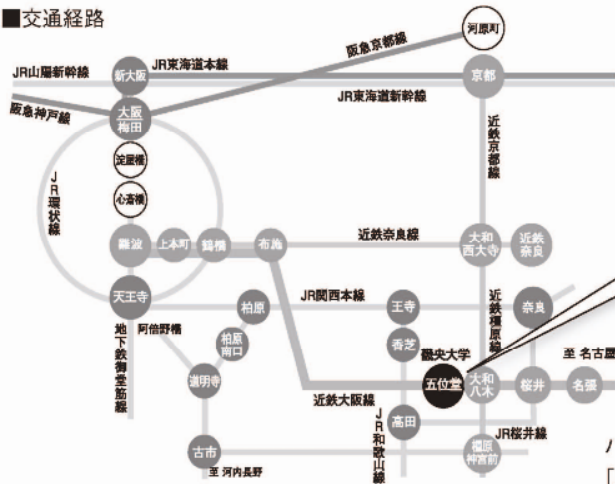 ■交通経路
河原町
阪急京都線
JR山陽新幹線
新大阪
JR東海道本線
京都
JR東海道新幹線
阪急神戸線
大阪
梅田
淀屋橋
心斎橋
JR環状線
近鉄京都線
難波
上本町
鶴橋
布施
近鉄奈良線
大和
西大寺
近鉄
奈良
天王寺
柏原
JR関西本線
王寺
近鉄橿原線
奈良
地下鉄御堂筋線
阿倍野橋
柏原
南口
香芝
畷央大学
至 名古屋
道明寺
近鉄大阪線
五位堂
大和
八木
桜井
名張
高田
JR和歌山線
JR桜井線
古市
橿原
神宮前
至 河内長野